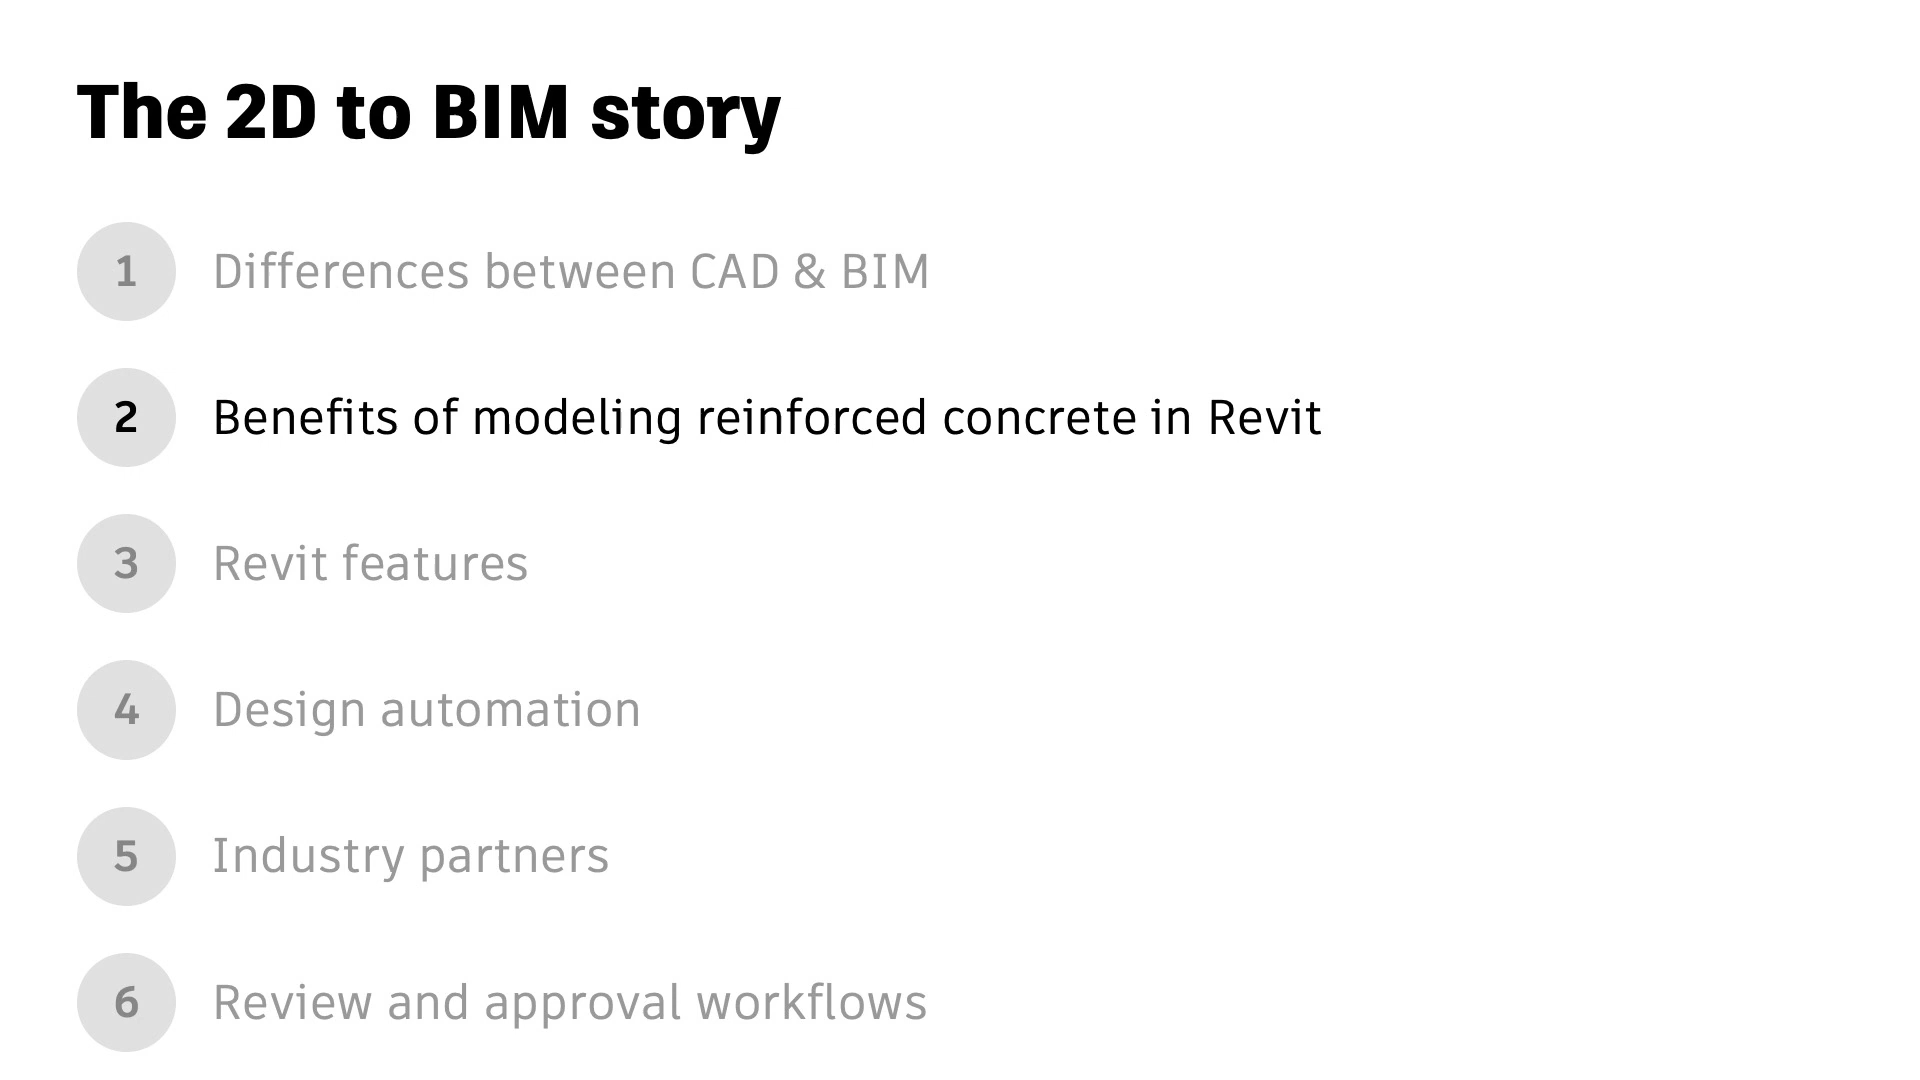 The 2D to BIM story
1 Differences between CAD & BIM
2 Benefits of modeling reinforced concrete in Revit
3 Revit features
4 Design automation
5 Industry partners
6 Review and approval workflows